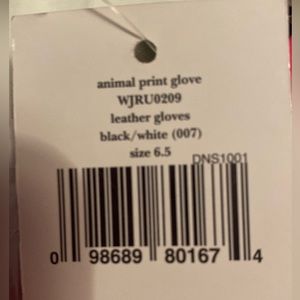 animal print glove
WJRU0209
leather gloves
black/white (007)
size 6.5
DNS1001
0 98689 80167 4